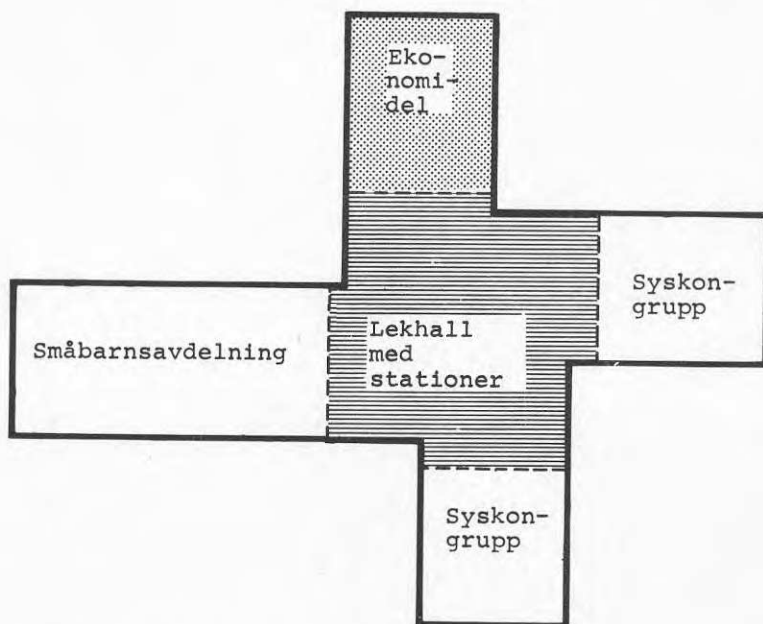 Eko-
nomi-
del
Syskon-
grupp
Småbarnsavdelning
Lekhall
med
stationer
Syskon-
grupp